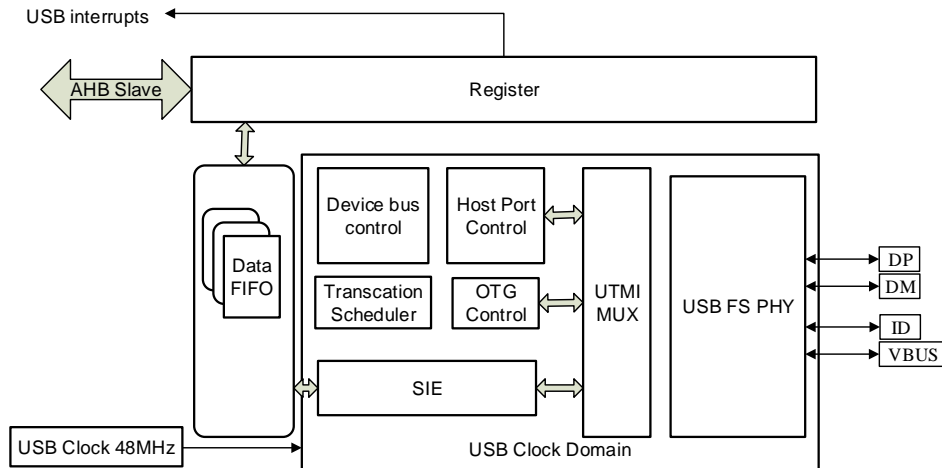 USB interrupts
AHB Slave
Register
Device bus
control
Host Port
Control
Data
FIFO
Transcation
Scheduler
OTG
Control
UTMI
MUX
USB FS PHY
DP
DM
ID
VBUS
SIE
USB Clock 48MHz
USB Clock Domain